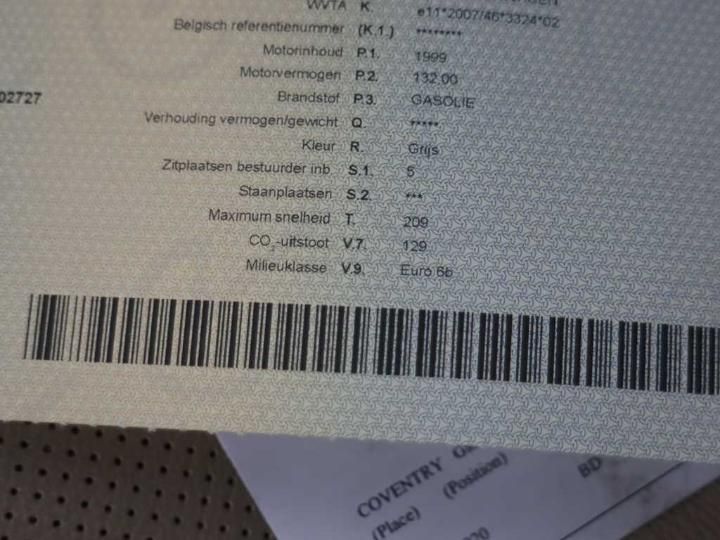 WVTA K. e11*2007/46*3324*02
Belgisch referentienummer (K.1.) ********
Motorinhoud P.1. 1999
Motorvermogen P.2. 132.00
Brandstof P.3. GASOLIE
02727
Verhouding vermogen/gewicht Q. *****
Kleur R. Grijs
Zitplaatsen bestuurder inb. S.1. 5
Staanplaatsen S.2. ***
Maximum snelheid T. 209
CO₂-uitstoot V.7. 129
Milieuklasse V.9. Euro 6b
COVENTRY
BD
(Place) (Position)